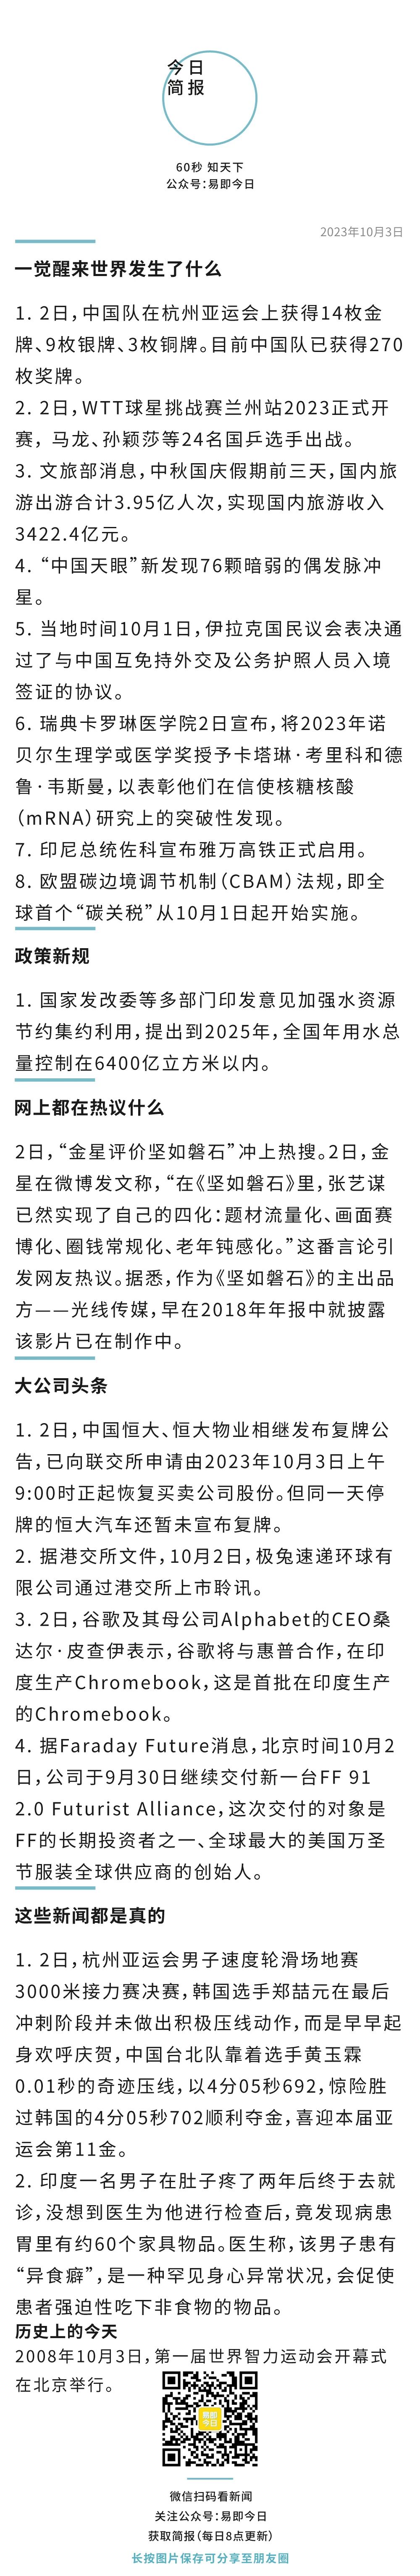 今日
简报
60秒 知天下
公众号:易即今日
2023年10月3日
一觉醒来世界发生了什么
1. 2日,中国队在杭州亚运会上获得14枚金
牌、9枚银牌、3枚铜牌。目前中国队已获得270
枚奖牌。
2. 2日,WTT球星挑战赛兰州站2023正式开
赛, 马龙、孙颖莎等24名国乒选手出战。
3. 文旅部消息,中秋国庆假期前三天,国内旅
游出游合计3.95亿人次,实现国内旅游收入
3422.4亿元。
4. “中国天眼”新发现76颗暗弱的偶发脉冲
星。
5. 当地时间10月1日,伊拉克国民议会表决通
过了与中国互免持外交及公务护照人员入境
签证的协议。
6. 瑞典卡罗琳医学院2日宣布,将2023年诺
贝尔生理学或医学奖授予卡塔琳·考里科和德
鲁·韦斯曼,以表彰他们在信使核糖核酸
(mRNA)研究上的突破性发现。
7. 印尼总统佐科宣布雅万高铁正式启用。
8. 欧盟碳边境调节机制(CBAM)法规,即全
球首个“碳关税”从10月1日起开始实施。
政策新规
1. 国家发改委等多部门印发意见加强水资源
节约集约利用,提出到2025年,全国年用水总
量控制在6400亿立方米以内。
网上都在热议什么
2日,“金星评价坚如磐石”冲上热搜。2日,金
星在微博发文称,“在《坚如磐石》里,张艺谋
已然实现了自己的四化:题材流量化、画面赛
博化、圈钱常规化、老年钝感化。”这番言论引
发网友热议。据悉,作为《坚如磐石》的主出品
方——光线传媒,早在2018年年报中就披露
该影片已在制作中。
大公司头条
1. 2日,中国恒大、恒大物业相继发布复牌公
告,已向联交所申请由2023年10月3日上午
9:00时正起恢复买卖公司股份。但同一天停
牌的恒大汽车还暂未宣布复牌。
2. 据港交所文件,10月2日,极兔速递环球有
限公司通过港交所上市聆讯。
3. 2日,谷歌及其母公司Alphabet的CEO桑
达尔·皮查伊表示,谷歌将与惠普合作,在印
度生产Chromebook,这是首批在印度生产
的Chromebook。
4. 据Faraday Future消息,北京时间10月2
日,公司于9月30日继续交付新一台FF 91
2.0 Futurist Alliance,这次交付的对象是
FF的长期投资者之一、全球最大的美国万圣
节服装全球供应商的创始人。
这些新闻都是真的
1. 2日,杭州亚运会男子速度轮滑场地赛
3000米接力赛决赛,韩国选手郑喆元在最后
冲刺阶段并未做出积极压线动作,而是早早起
身欢呼庆贺,中国台北队靠着选手黄玉霖
0.01秒的奇迹压线,以4分05秒692,惊险胜
过韩国的4分05秒702顺利夺金,喜迎本届亚
运会第11金。
2. 印度一名男子在肚子疼了两年后终于去就
诊,没想到医生为他进行检查后,竟发现病患
胃里有约60个家具物品。医生称,该男子患有
“异食癖”,是一种罕见身心异常状况,会促使
患者强迫性吃下非食物的物品。
历史上的今天
2008年10月3日,第一届世界智力运动会开幕式
在北京举行。
易即
今日
微信扫码看新闻
关注公众号:易即今日
获取简报(每日8点更新)
长按图片保存可分享至朋友圈